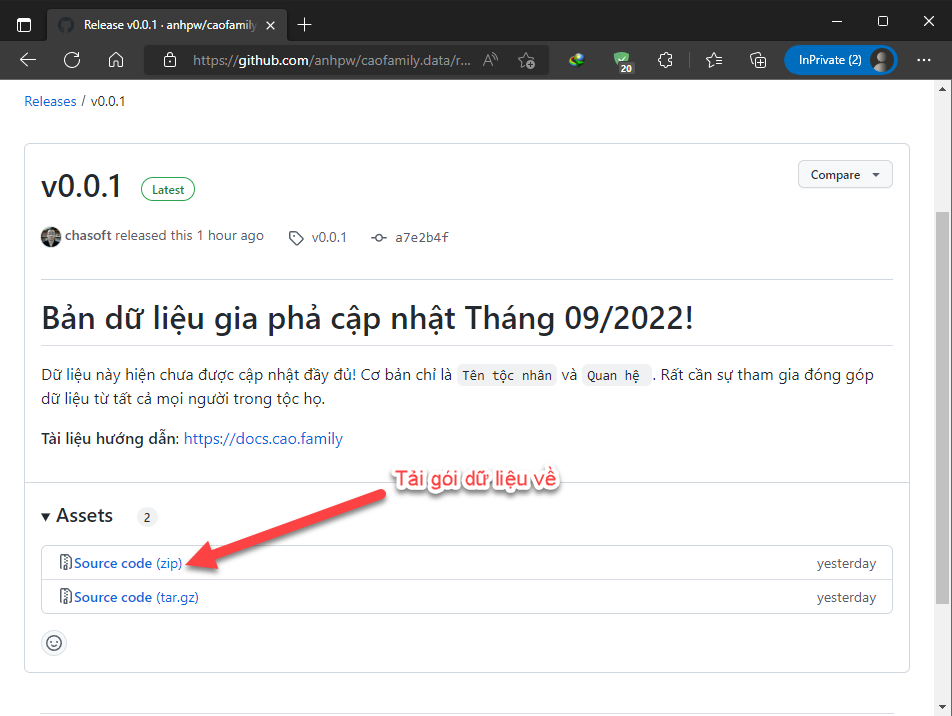 Release v0.0.1 · anhpw/caofamily
https://github.com/anhpw/caofamily.data/r...
20
InPrivate (2)
Releases / v0.0.1
v0.0.1 Latest
Compare
chasoft released this 1 hour ago v0.0.1 a7e2b4f
Bản dữ liệu gia phả cập nhật Tháng 09/2022!
Dữ liệu này hiện chưa được cập nhật đầy đủ! Cơ bản chỉ là Tên tộc nhân và Quan hệ . Rất cần sự tham gia đóng góp
dữ liệu từ tất cả mọi người trong tộc họ.
Tài liệu hướng dẫn: https://docs.cao.family
Tải gói dữ liệu về
Assets 2
Source code (zip) yesterday
Source code (tar.gz) yesterday